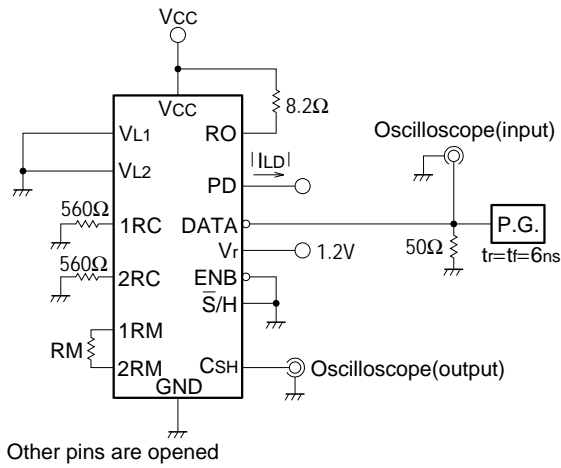 VCC
VCC
8.2Ω
Oscilloscope(input)
VL1
RO
|ILD|
VL2
PD
560Ω
1RC
DATA
P.G.
50Ω
tr=tf=6ns
Vr
1.2V
560Ω
2RC
ENB
S̅/H
1RM
RM
2RM
CSH
Oscilloscope(output)
GND
Other pins are opened